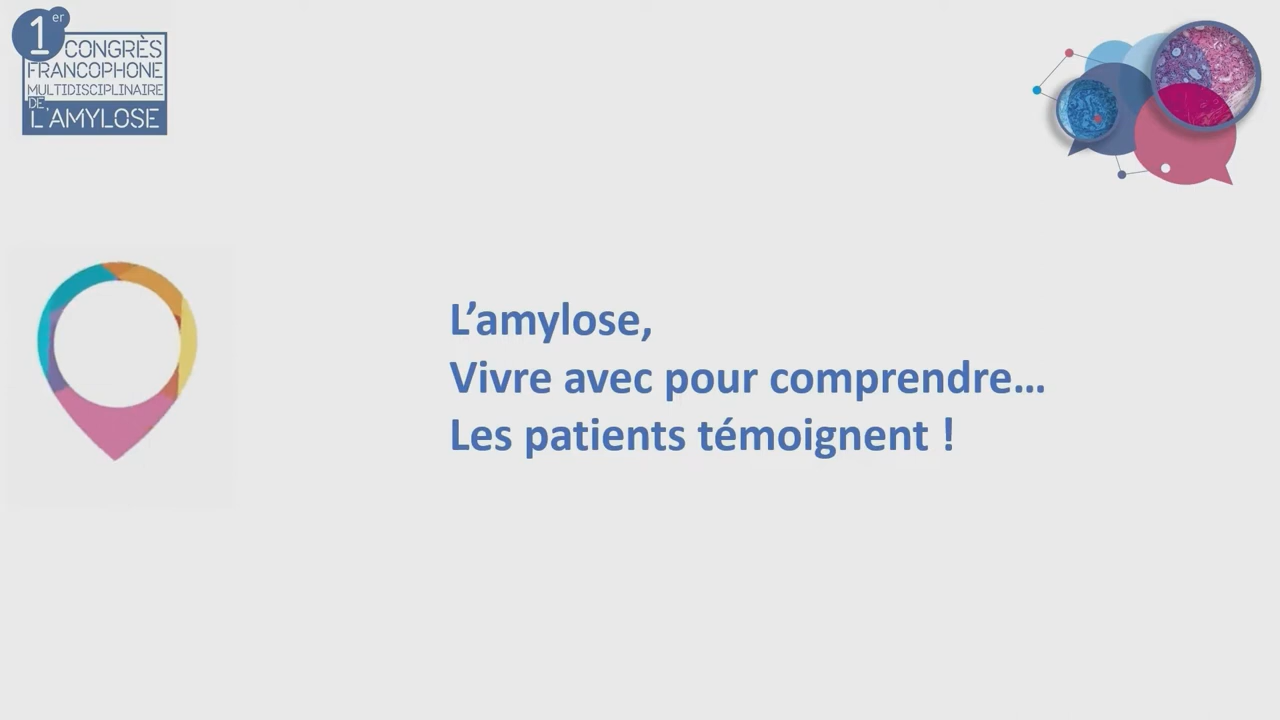 1er
CONGRÈS
FRANCOPHONE
MULTIDISCIPLINAIRE
DE
L'AMYLOSE
L’amylose,
Vivre avec pour comprendre…
Les patients témoignent !